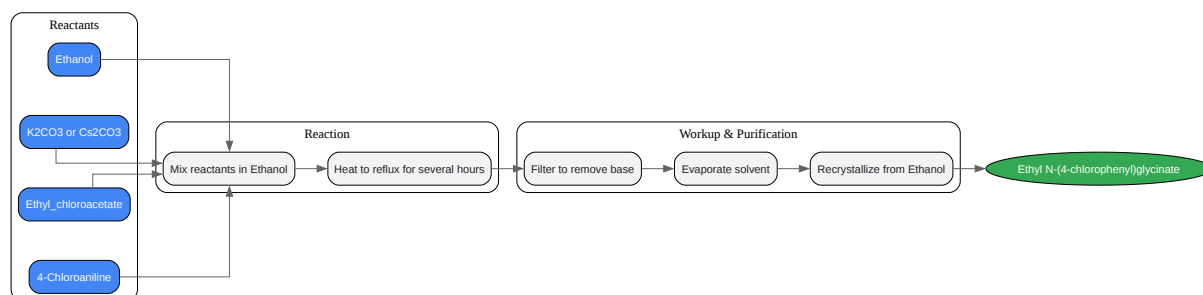 Reactants
Ethanol
K2CO3 or Cs2CO3
Ethyl_chloroacetate
4-Chloroaniline
Reaction
Mix reactants in Ethanol
Heat to reflux for several hours
Workup & Purification
Filter to remove base
Evaporate solvent
Recrystallize from Ethanol
Ethyl N-(4-chlorophenyl)glycinate